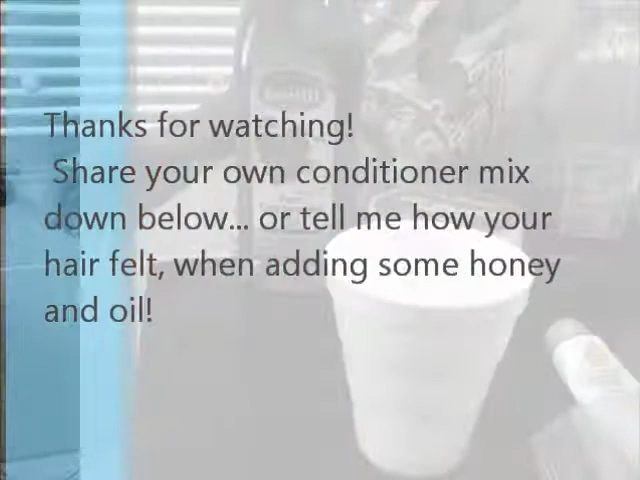 Thanks for watching!
Share your own conditioner mix
down below... or tell me how your
hair felt, when adding some honey
and oil!